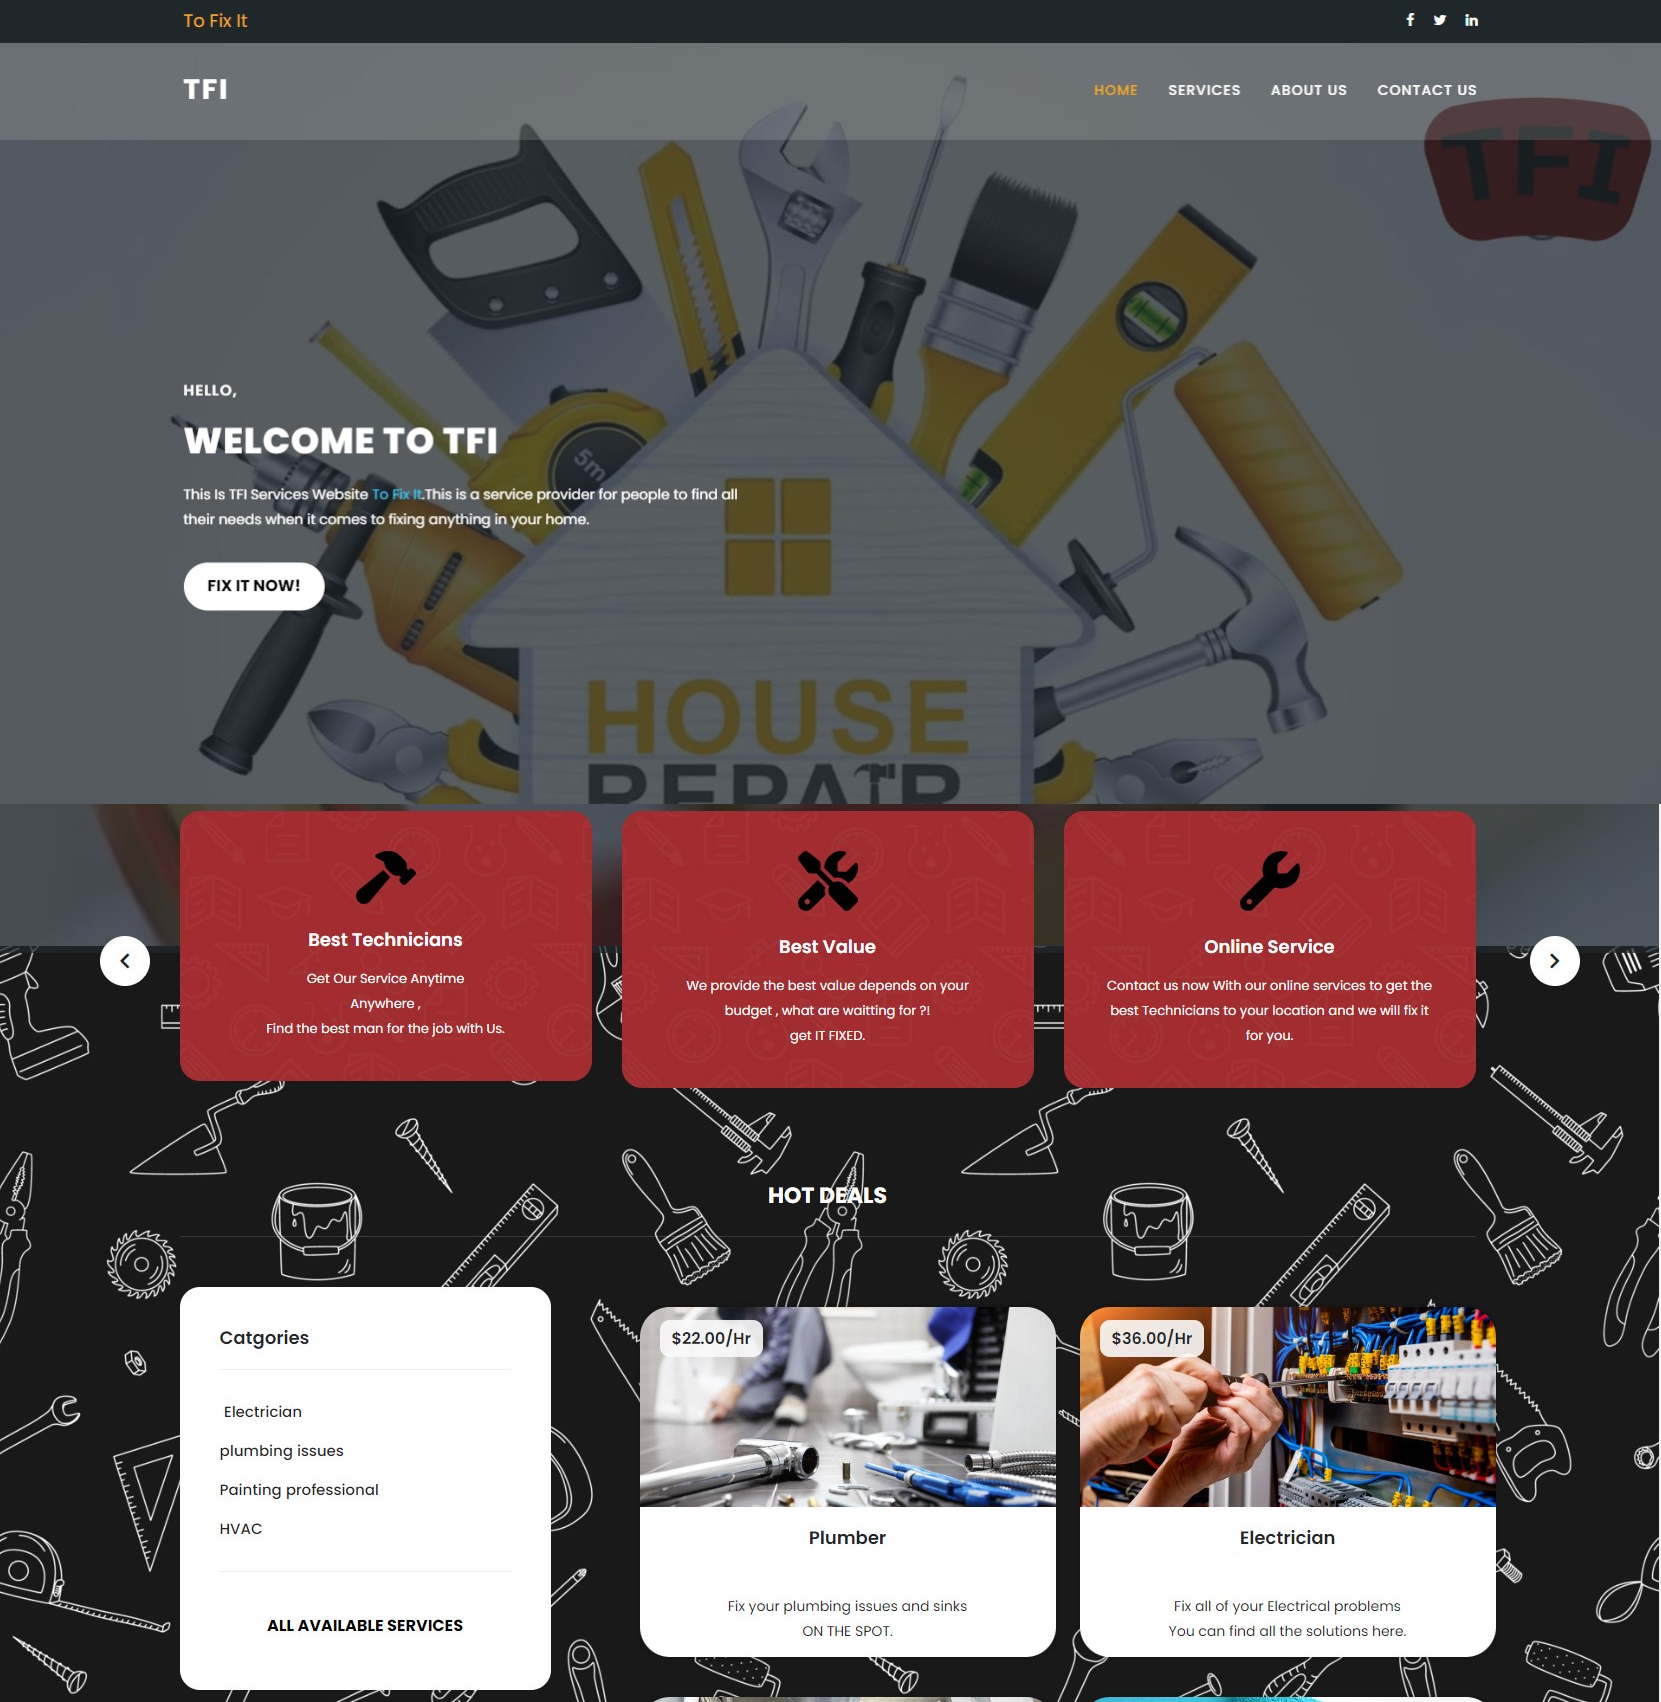 To Fix It
TFI
HOME SERVICES ABOUT US CONTACT US
TFI
HELLO,
WELCOME TO TFI
This Is TFI Services Website To Fix It.This is a service provider for people to find all
their needs when it comes to fixing anything in your home.
FIX IT NOW!
5m
HOUSE
REPAIR
Best Technicians
Get Our Service Anytime
Anywhere ,
Find the best man for the job with Us.
Best Value
We provide the best value depends on your
budget , what are waitting for ?!
get IT FIXED.
Online Service
Contact us now With our online services to get the
best Technicians to your location and we will fix it
for you.
HOT DEALS
Catgories
Electrician
plumbing issues
Painting professional
HVAC
ALL AVAILABLE SERVICES
$22.00/Hr
Plumber
Fix your plumbing issues and sinks
ON THE SPOT.
$36.00/Hr
Electrician
Fix all of your Electrical problems
You can find all the solutions here.